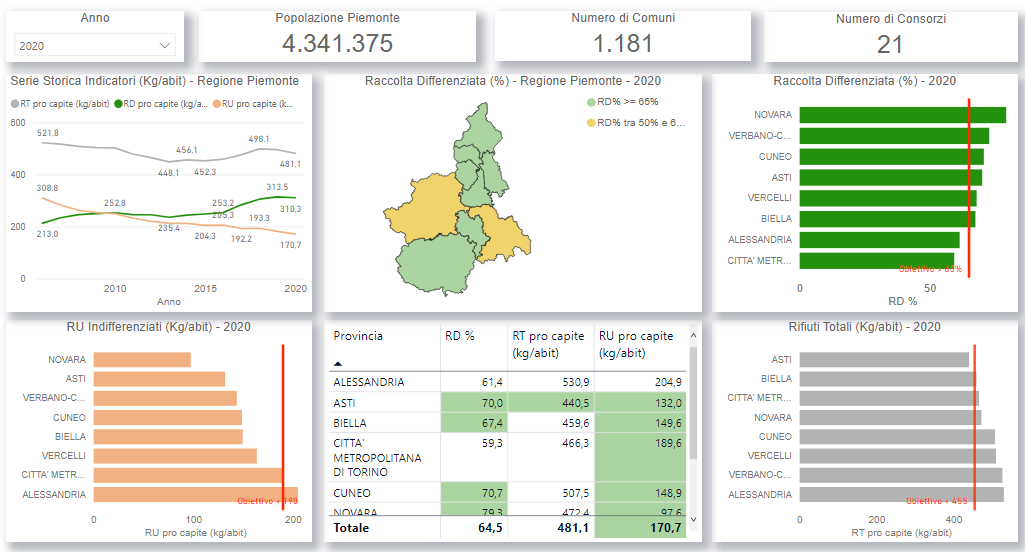 Anno
2020
Popolazione Piemonte
4.341.375
Numero di Comuni
1.181
Numero di Consorzi
21
Serie Storica Indicatori (Kg/abit) - Regione Piemonte
RT pro capite (kg/abit) RD pro capite (kg/a... RU pro capite (k...
600
400
200
0
521,8
308,8
213,0
252,8
448,1
235,4
456,1
452,3
204,3
253,2
205,3
192,2
498,1
193,3
313,5
481,1
310,3
170,7
2010 2015 2020
Anno
Raccolta Differenziata (%) - Regione Piemonte - 2020
RD% >= 65%
RD% tra 50% e 6...
Raccolta Differenziata (%) - 2020
NOVARA
VERBANO-C...
CUNEO
ASTI
VERCELLI
BIELLA
ALESSANDRIA
CITTA' METR...
Obiettivo > 65%
0 50
RD %
RU Indifferenziati (Kg/abit) - 2020
NOVARA
ASTI
VERBANO-C...
CUNEO
BIELLA
VERCELLI
CITTA' METR...
ALESSANDRIA
Obiettivo < 190
0 100 200
RU pro capite (kg/abit)
Provincia RD % RT pro capite (kg/abit) RU pro capite (kg/abit)
ALESSANDRIA 61,4 530,9 204,9
ASTI 70,0 440,5 132,0
BIELLA 67,4 459,6 149,6
CITTA' 59,3 466,3 189,6
METROPOLITANA
DI TORINO
CUNEO 70,7 507,5 148,9
NOVARA 79,3 472,4 97,6
Totale 64,5 481,1 170,7
Rifiuti Totali (Kg/abit) - 2020
ASTI
BIELLA
CITTA' METR...
NOVARA
CUNEO
VERCELLI
VERBANO-C...
ALESSANDRIA
Obiettivo < 455
0 200 400
RT pro capite (kg/abit)